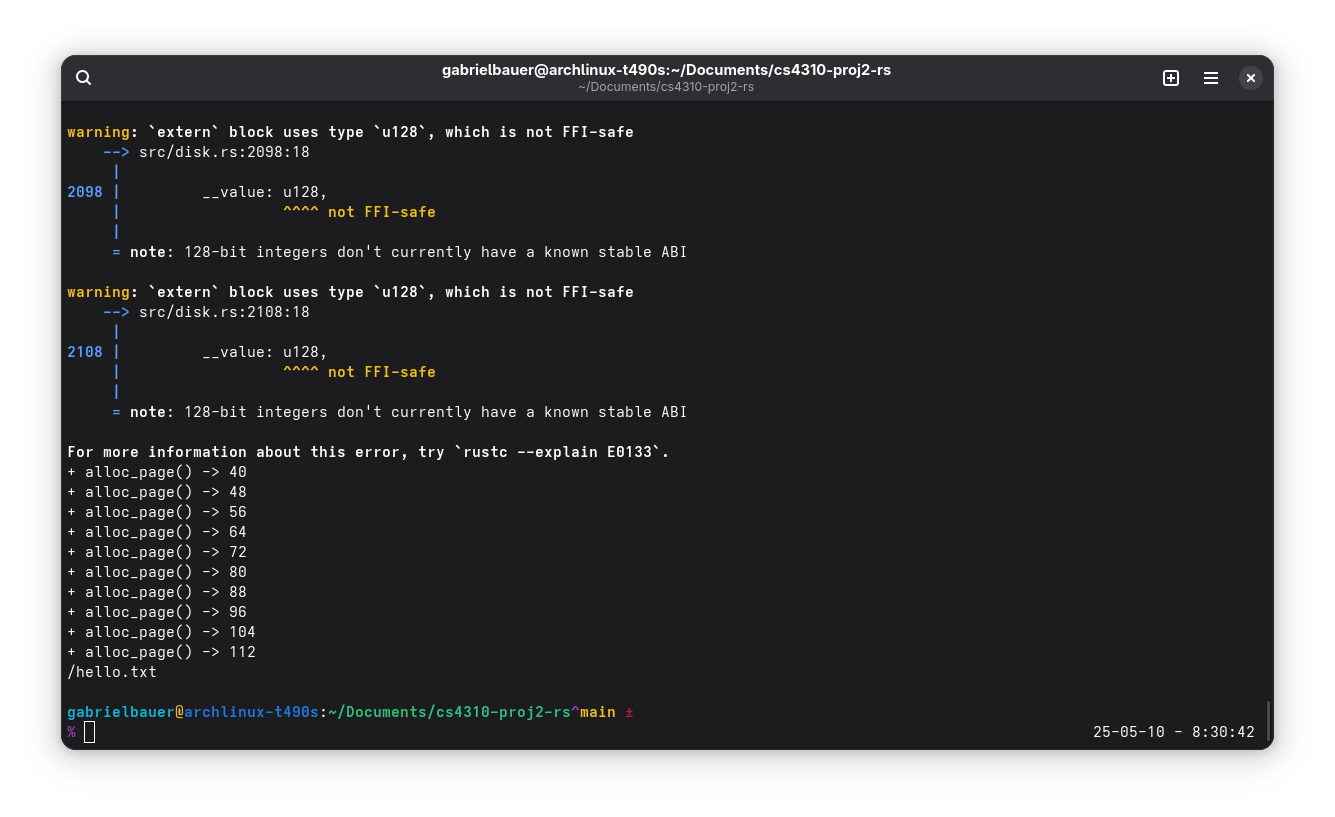 gabrielbauer@archlinux-t490s:~/Documents/cs4310-proj2-rs
~/Documents/cs4310-proj2-rs
warning: `extern` block uses type `u128`, which is not FFI-safe
    --> src/disk.rs:2098:18
     |
2098 |         __value: u128,
     |                  ^^^^ not FFI-safe
     |
     = note: 128-bit integers don't currently have a known stable ABI
warning: `extern` block uses type `u128`, which is not FFI-safe
    --> src/disk.rs:2108:18
     |
2108 |         __value: u128,
     |                  ^^^^ not FFI-safe
     |
     = note: 128-bit integers don't currently have a known stable ABI
For more information about this error, try `rustc --explain E0133`.
+ alloc_page() -> 40
+ alloc_page() -> 48
+ alloc_page() -> 56
+ alloc_page() -> 64
+ alloc_page() -> 72
+ alloc_page() -> 80
+ alloc_page() -> 88
+ alloc_page() -> 96
+ alloc_page() -> 104
+ alloc_page() -> 112
/hello.txt
gabrielbauer@archlinux-t490s:~/Documents/cs4310-proj2-rs^main ±
% 25-05-10 - 8:30:42